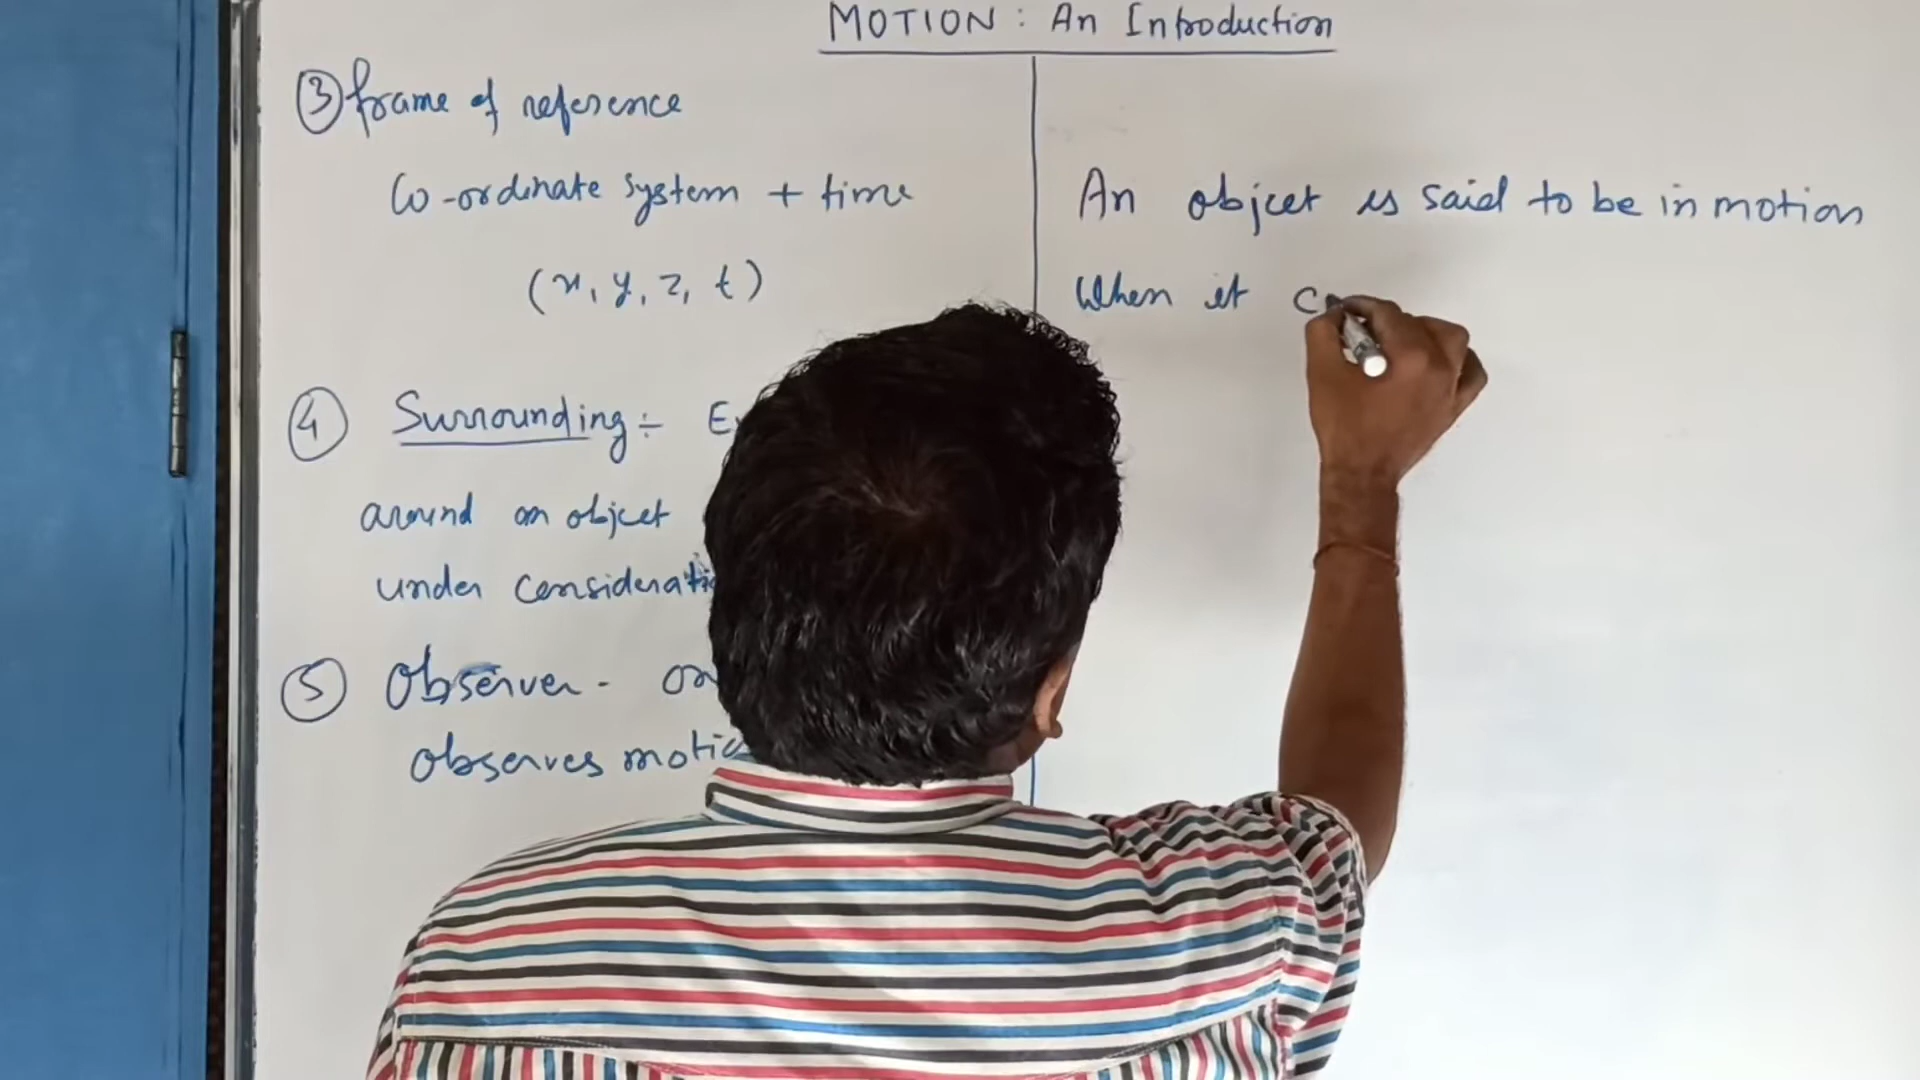 MOTION : An Introduction
③ frame of reference
Co-ordinate system + time
(x, y, z, t)
④ Surrounding ÷
around an object
under
⑤ Observer -
observes
An object is said to be in motion
When it